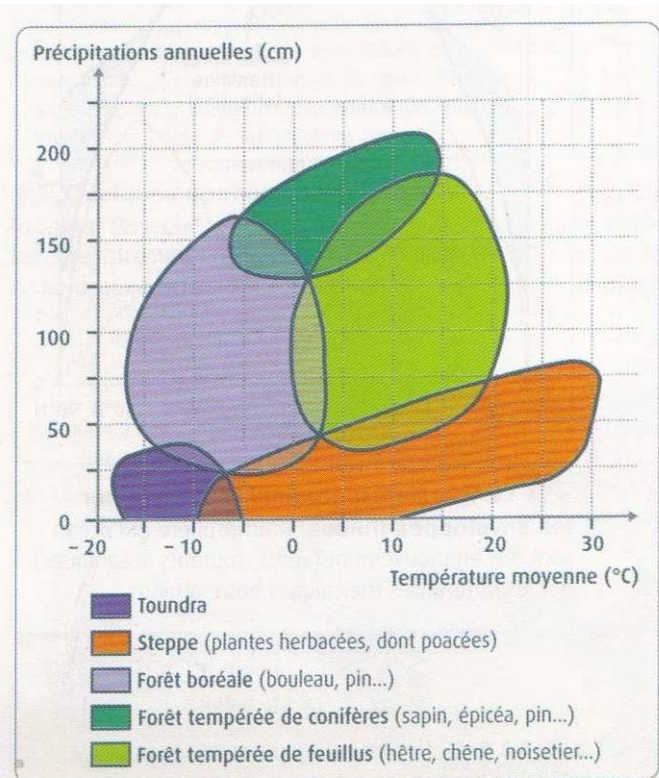 Précipitations annuelles (cm)
200
150
100
50
0
– 20
– 10
0
10
20
30
Température moyenne (°C)
Toundra
Steppe (plantes herbacées, dont poacées)
Forêt boréale (bouleau, pin...)
Forêt tempérée de conifères (sapin, épicéa, pin...)
Forêt tempérée de feuillus (hêtre, chêne, noisetier...)